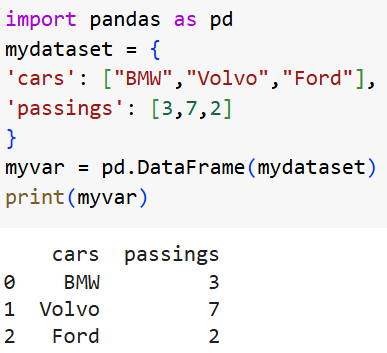 import pandas as pd
mydataset = {
'cars': ["BMW","Volvo","Ford"],
'passings': [3,7,2]
}
myvar = pd.DataFrame(mydataset)
print(myvar)
    cars  passings
0    BMW         3
1  Volvo         7
2   Ford         2